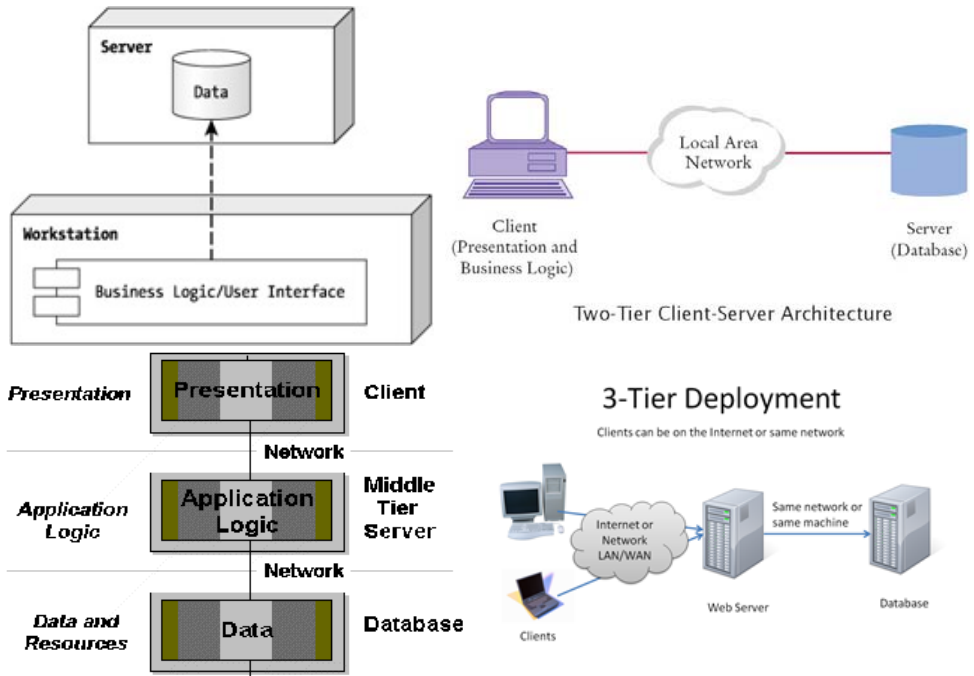 Server
Data
Workstation
Business Logic/User Interface
Local Area
Network
Client
(Presentation and
Business Logic)
Server
(Database)
Two-Tier Client-Server Architecture
Presentation
Presentation
Client
Network
Application
Logic
Application
Logic
Middle
Tier
Server
Network
Data and
Resources
Data
Database
3-Tier Deployment
Clients can be on the Internet or same network
Internet or
Network
LAN/WAN
Same network or
same machine
Clients
Web Server
Database